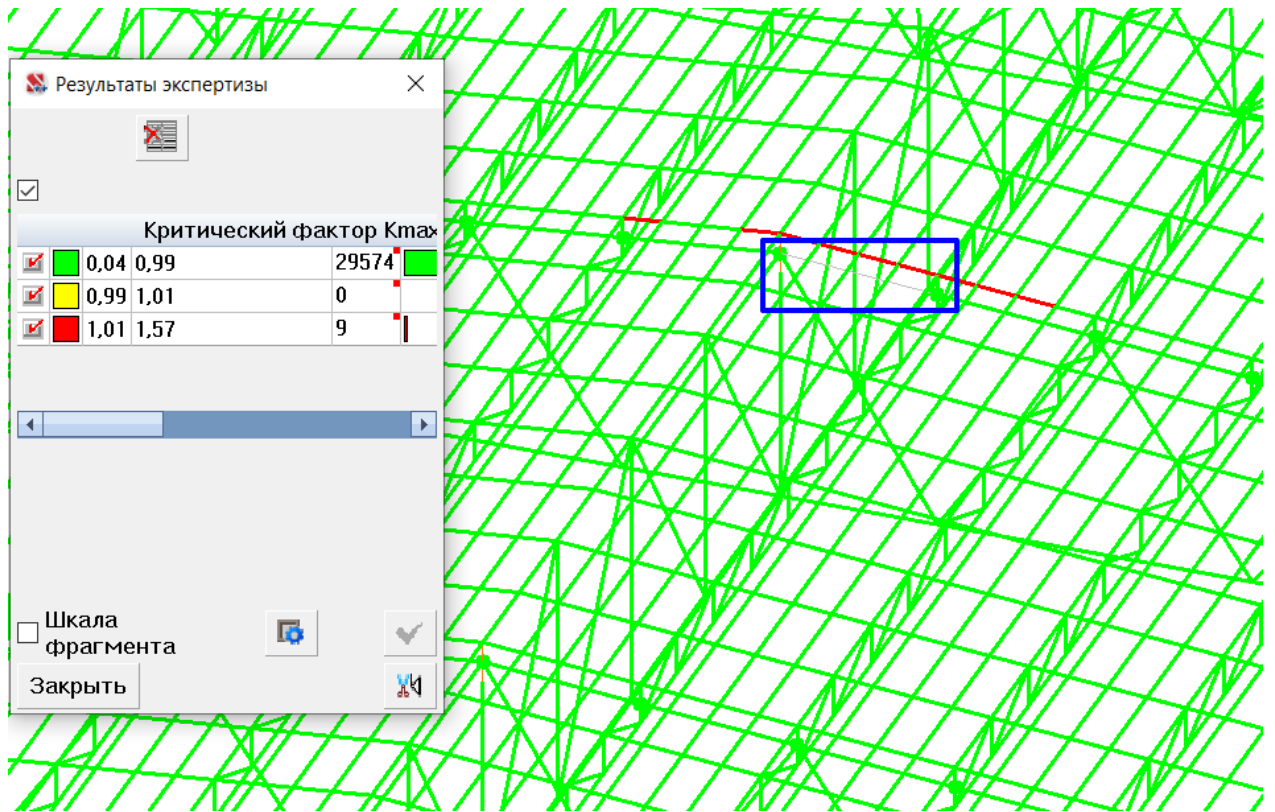 Результаты экспертизы
Критический фактор Kmax
0,04 0,99 29574
0,99 1,01 0
1,01 1,57 9
Шкала
фрагмента
Закрыть